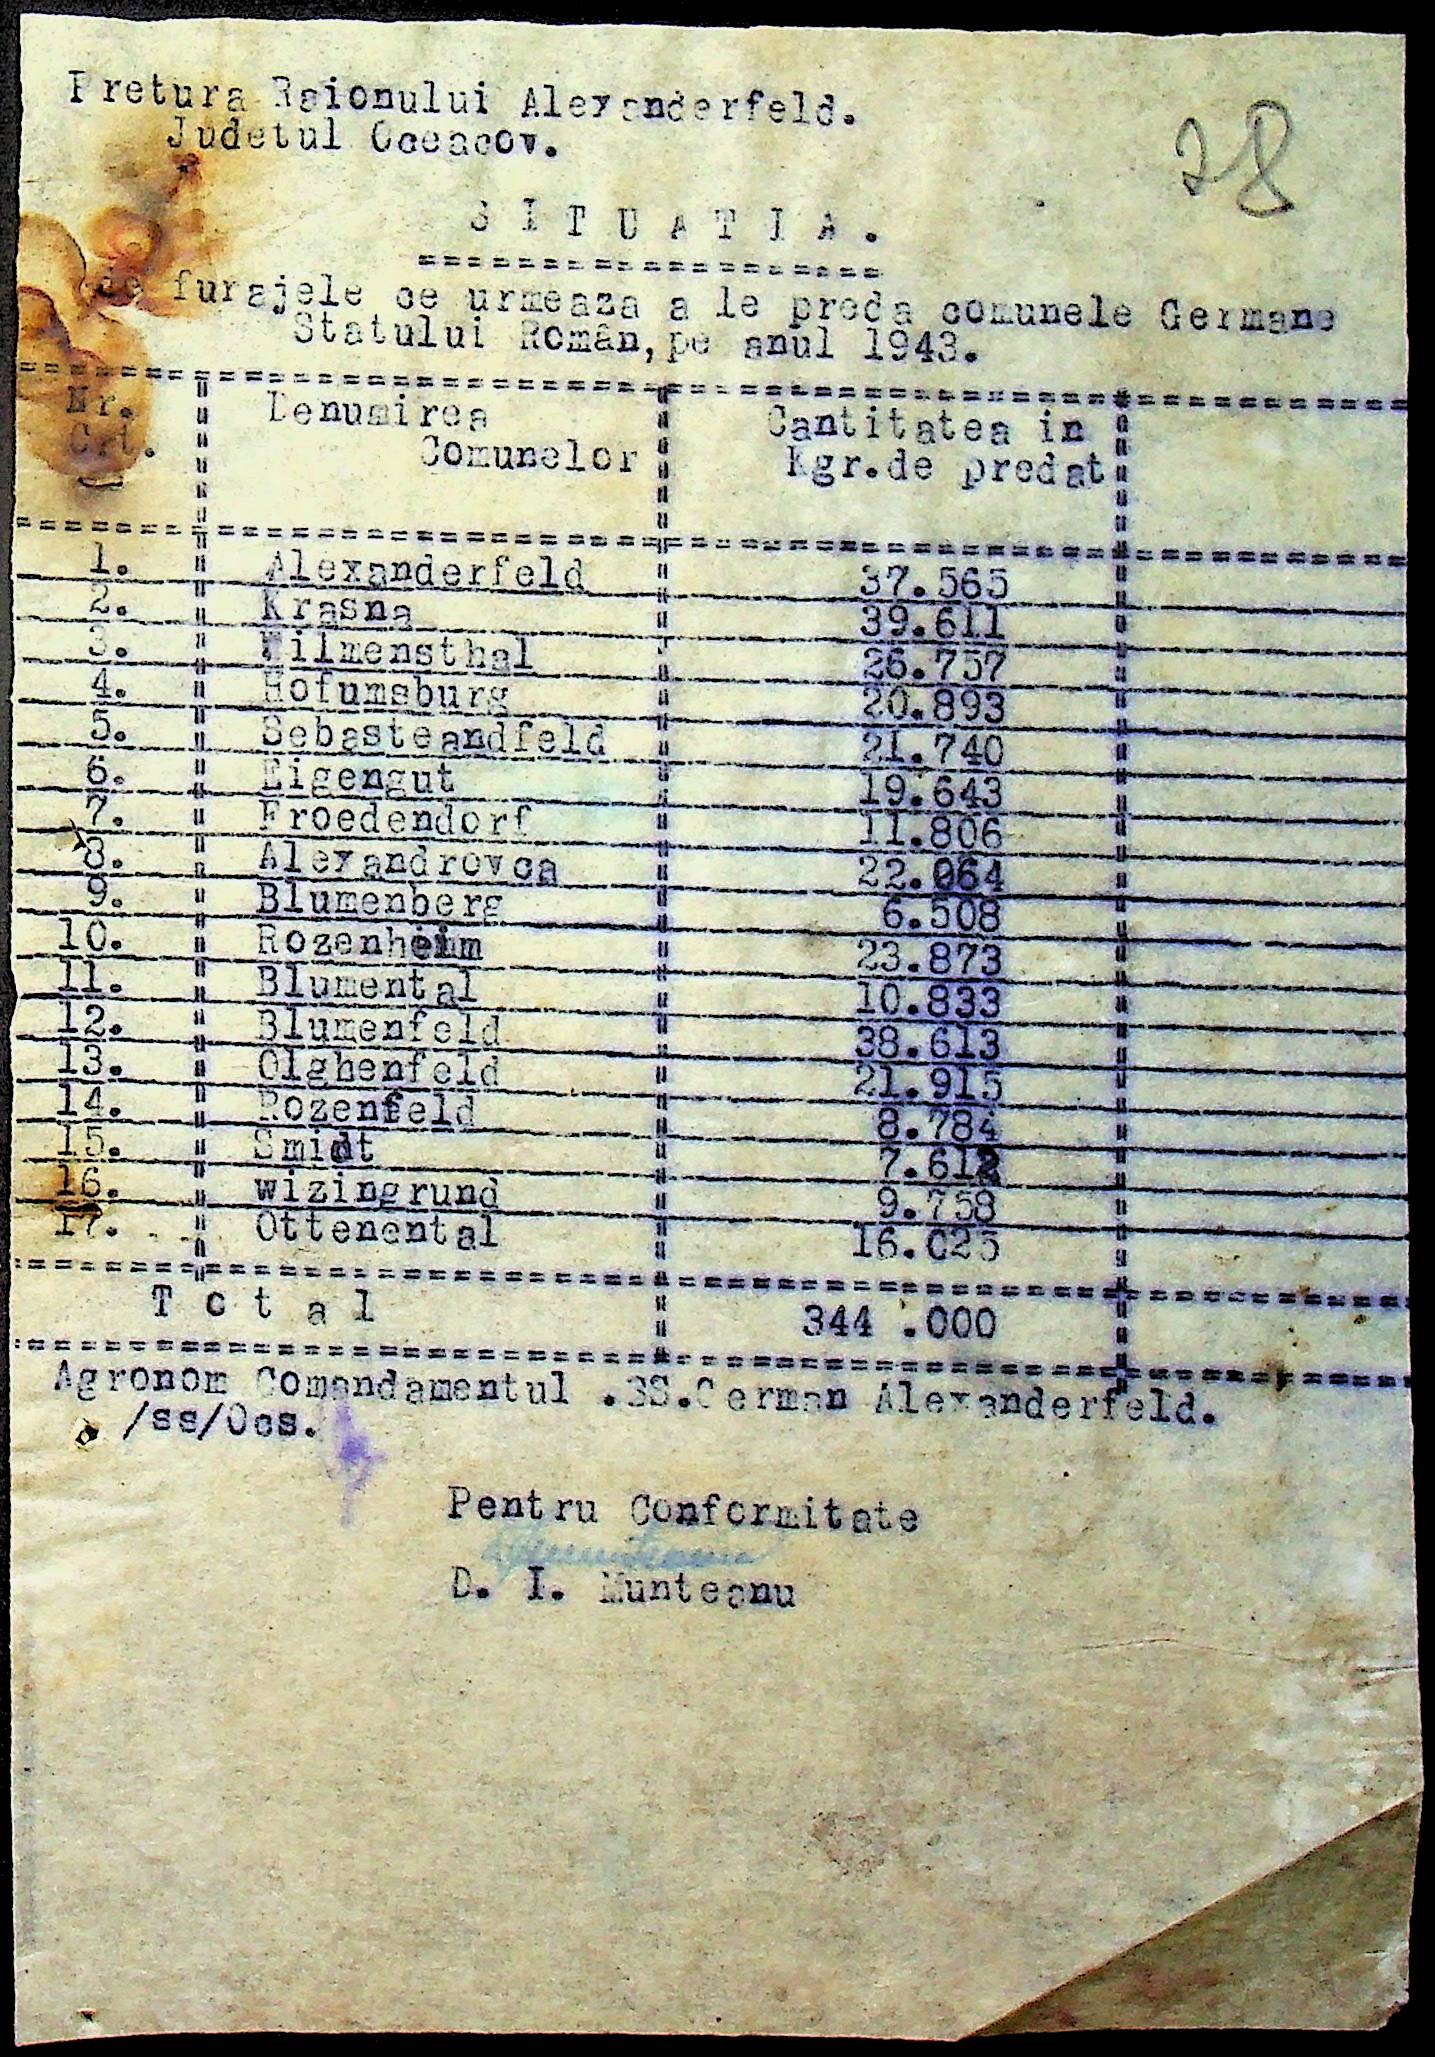 28
Pretura Raionului Alexanderfeld.
Judetul Oceacov.
S I T U A T I A .
===================
de furajele ce urmeaza a le preda comunele Germane
Statului Român, pe anul 1943.
Nr. Crt. Denumirea Comunelor Cantitatea in Kgr. de predat
1. Alexanderfeld 37.565
2. Krasna 39.611
3. Wilmensthal 26.757
4. Hofumsburg 20.893
5. Sebasteandfeld 21.740
6. Eigengut 19.643
7. Froedendorf 11.806
8. Alexandrovca 22.064
9. Blumenberg 6.508
10. Rozenheim 23.873
11. Blumental 10.833
12. Blumenfeld 38.613
13. Olghenfeld 21.915
14. Rozenfeld 8.784
15. Smidt 7.612
16. wizingrund 9.758
17. Ottenental 16.025
T o t a l 344 .000
Agronom Comandamentul .SS.German Alexanderfeld.
/ss/Ocs.
Pentru Conformitate
D. I. Munteanu